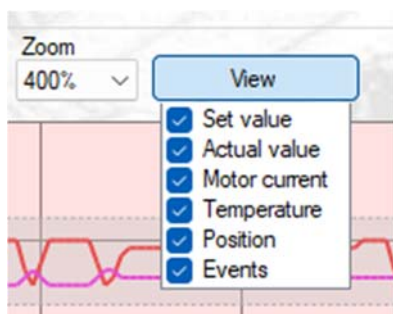 Zoom
400%
View
Set value
Actual value
Motor current
Temperature
Position
Events